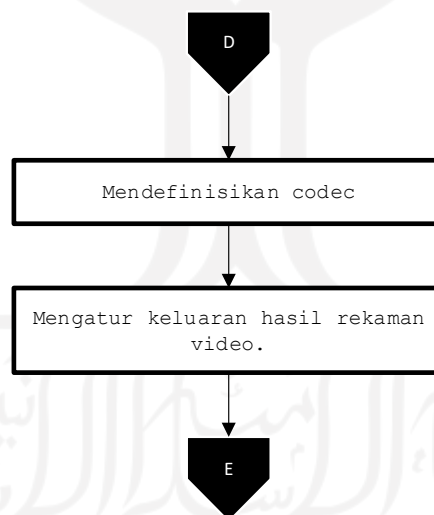 D
Mendefinisikan codec
Mengatur keluaran hasil rekaman
video.
E